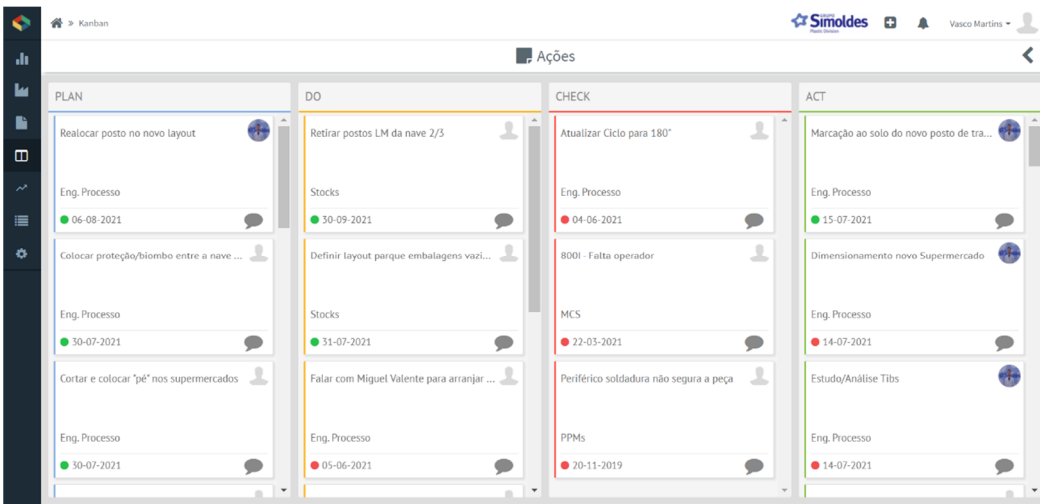 » Kanban
GRUPO
Simoldes
Plastic Division
Vasco Martins
Ações
PLAN
Realocar posto no novo layout
Eng. Processo
06-08-2021
Colocar proteção/biombo entre a nave ...
Eng. Processo
30-07-2021
Cortar e colocar "pé" nos supermercados
Eng. Processo
30-07-2021
DO
Retirar postos LM da nave 2/3
Stocks
30-09-2021
Definir layout parque embalagens vazi...
Stocks
31-07-2021
Falar com Miguel Valente para arranjar ...
Eng. Processo
05-06-2021
CHECK
Atualizar Ciclo para 180"
Eng. Processo
04-06-2021
800I - Falta operador
MCS
22-03-2021
Periférico soldadura não segura a peça
PPMs
20-11-2019
ACT
Marcação ao solo do novo posto de tra...
Eng. Processo
15-07-2021
Dimensionamento novo Supermercado
Eng. Processo
14-07-2021
Estudo/Análise Tibs
Eng. Processo
14-07-2021